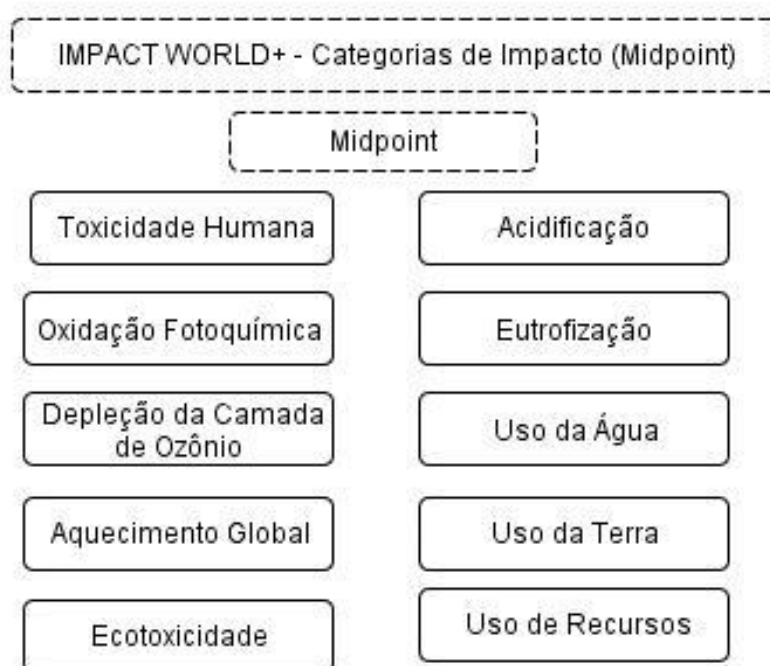 IMPACT WORLD+ - Categorias de Impacto (Midpoint)
Midpoint
Toxicidade Humana
Acidificação
Oxidação Fotoquímica
Eutrofização
Depleção da Camada
de Ozônio
Uso da Água
Aquecimento Global
Uso da Terra
Ecotoxicidade
Uso de Recursos